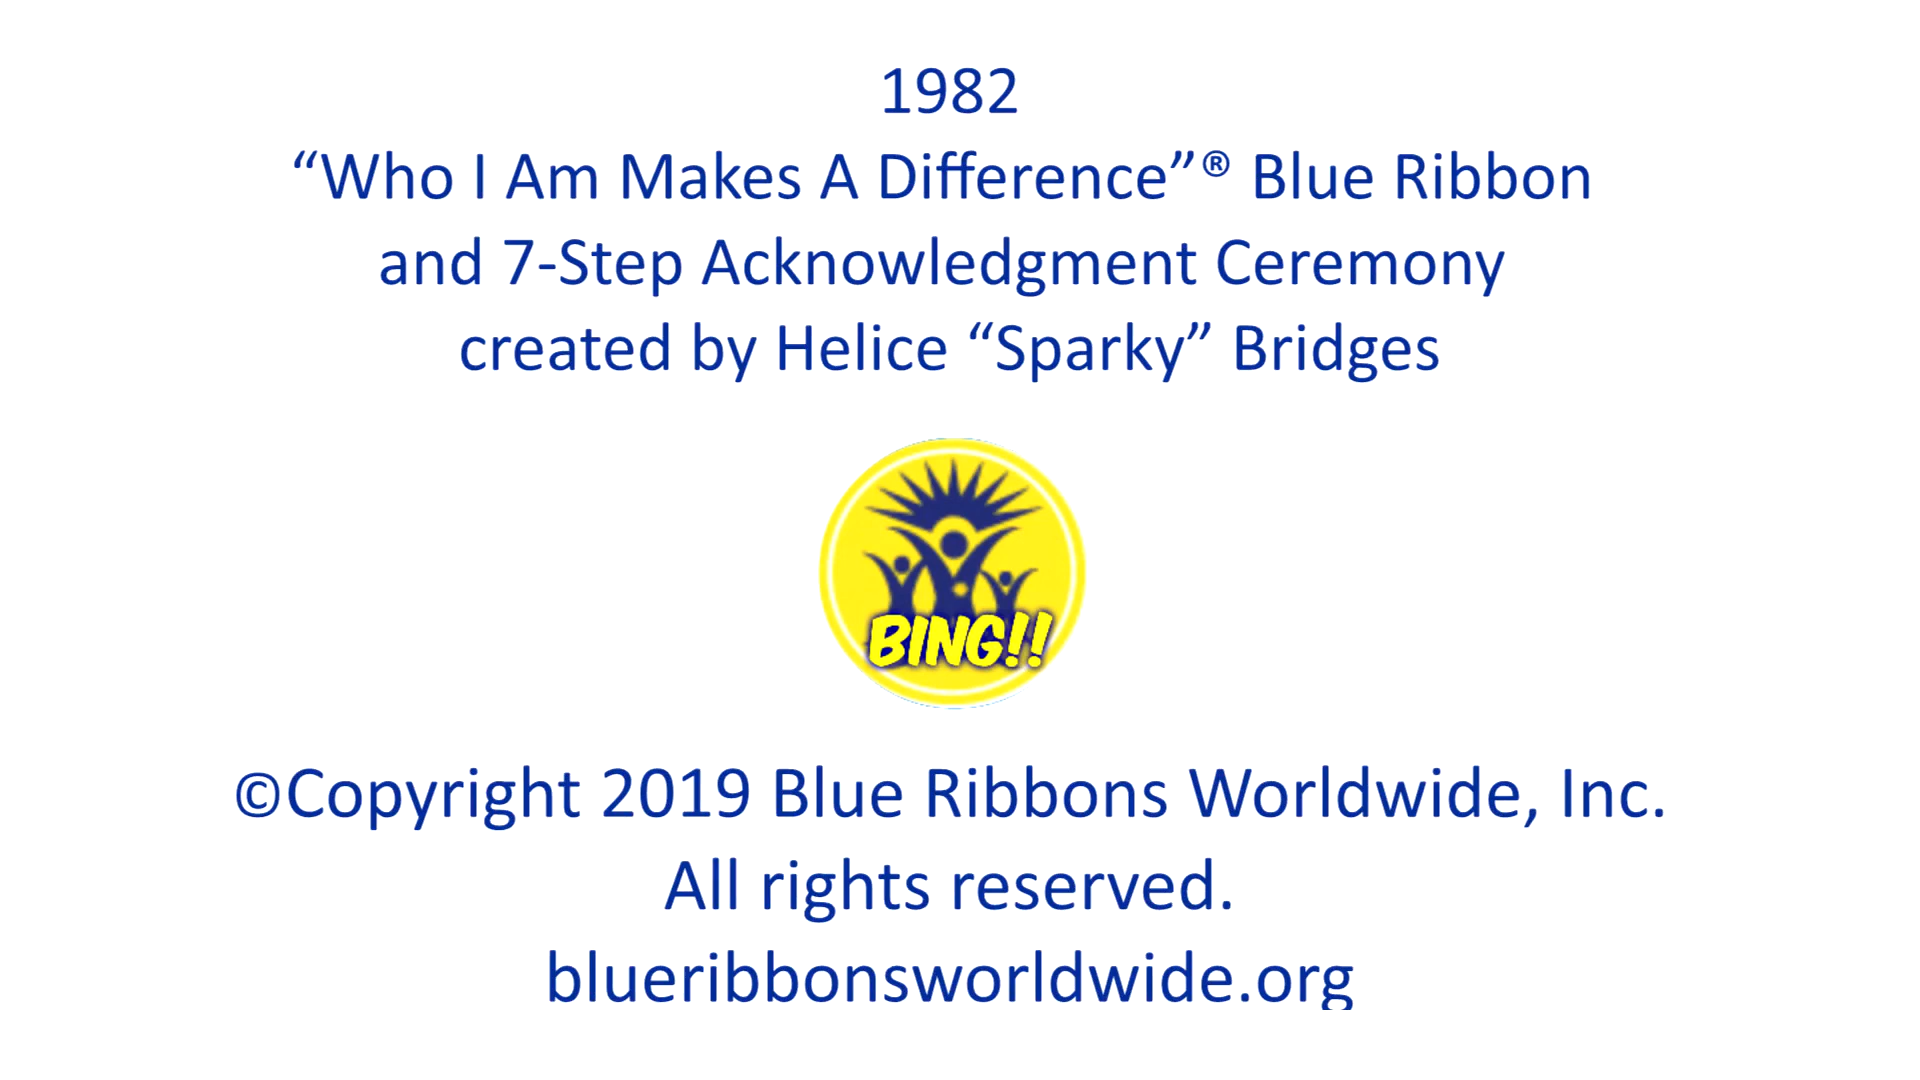 1982
“Who I Am Makes A Difference”® Blue Ribbon
and 7-Step Acknowledgment Ceremony
created by Helice “Sparky” Bridges
BING!!
©Copyright 2019 Blue Ribbons Worldwide, Inc.
All rights reserved.
blueribbonsworldwide.org